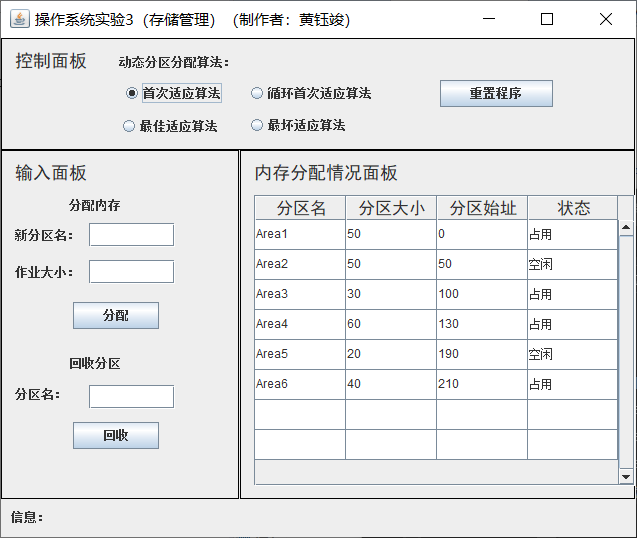 操作系统实验3（存储管理）（制作者：黄钰竣）
控制面板
动态分区分配算法：
首次适应算法
循环首次适应算法
最佳适应算法
最坏适应算法
重置程序
输入面板
分配内存
新分区名：
作业大小：
分配
回收分区
分区名：
回收
内存分配情况面板
分区名 分区大小 分区始址 状态
Area1 50 0 占用
Area2 50 50 空闲
Area3 30 100 占用
Area4 60 130 占用
Area5 20 190 空闲
Area6 40 210 占用
信息：